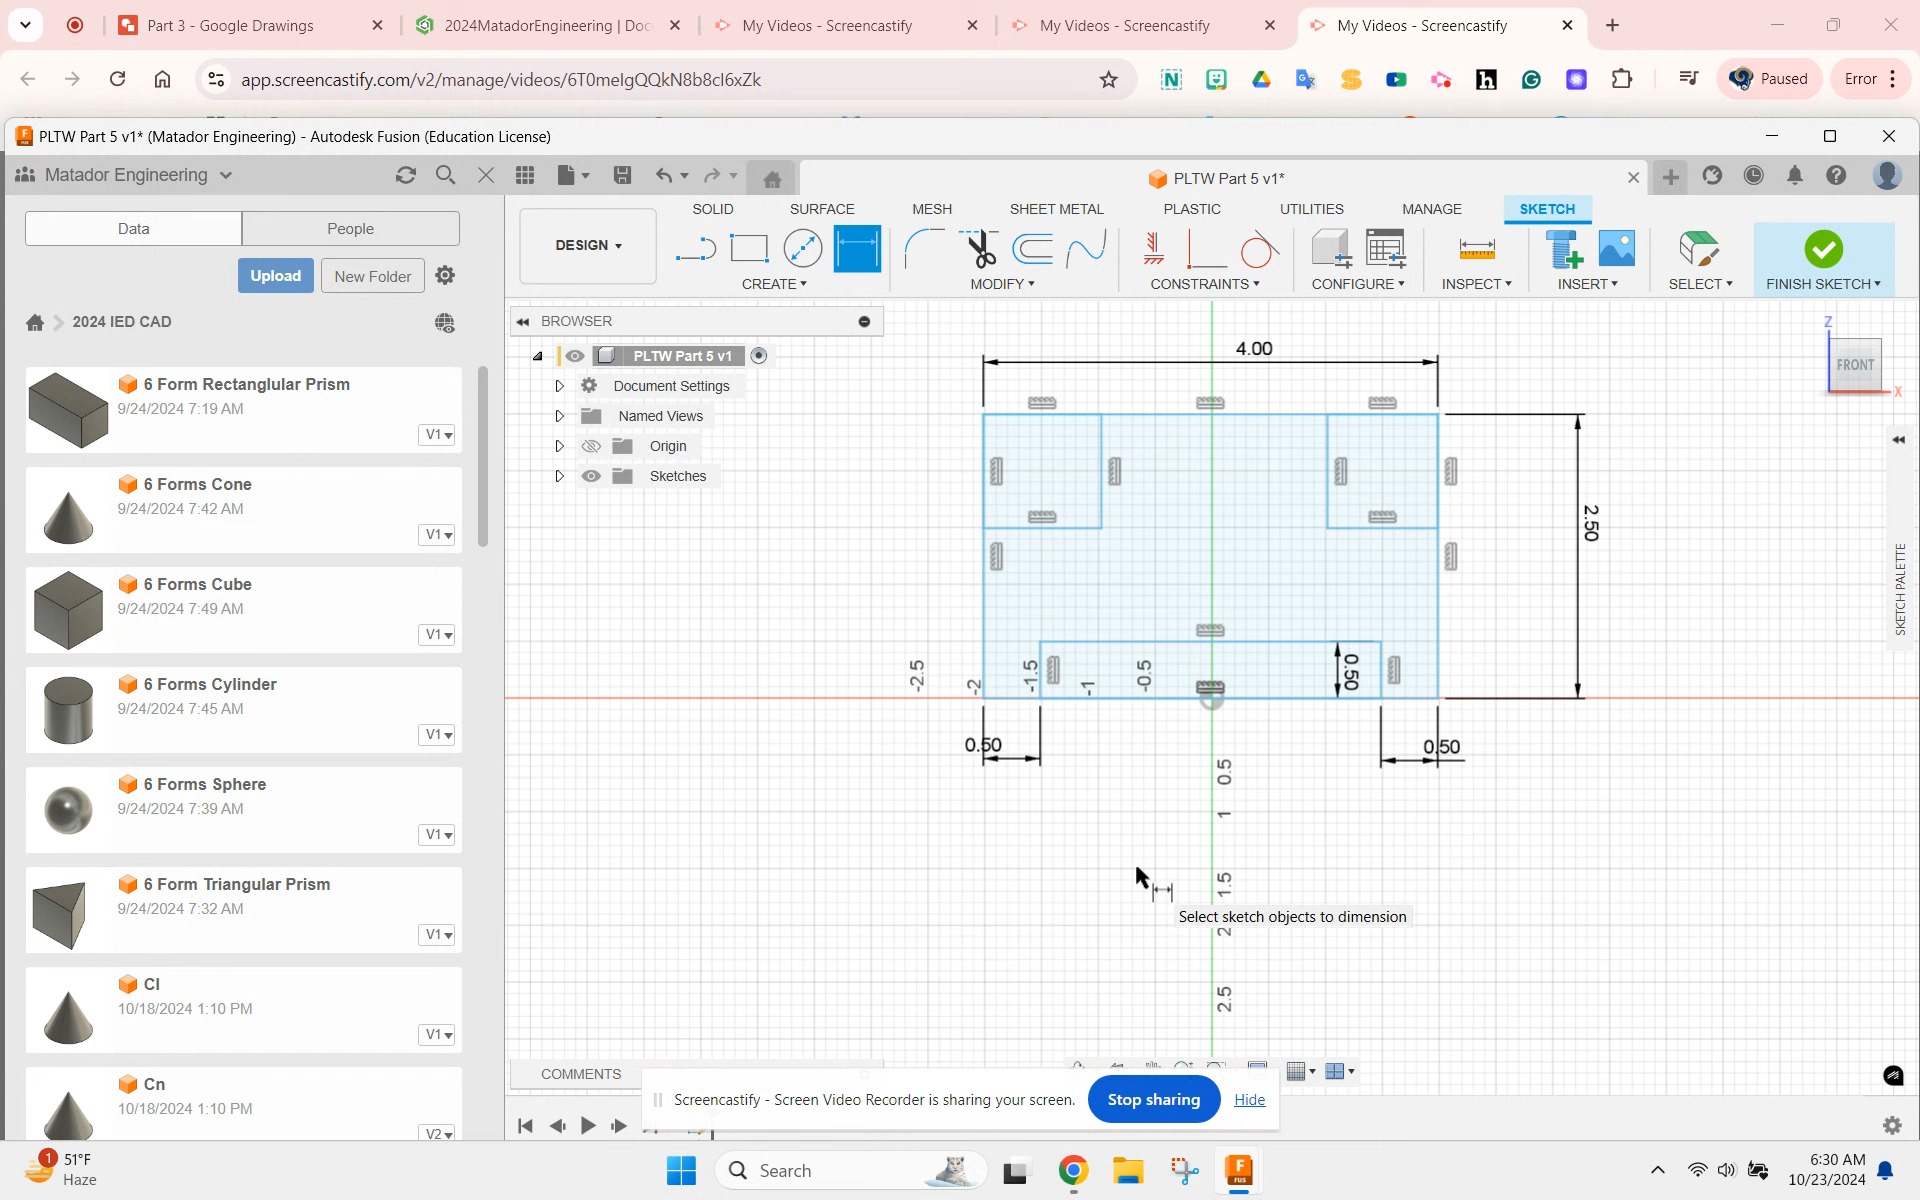 Part 3 - Google Drawings
2024MatadorEngineering | Doc
My Videos - Screencastify
My Videos - Screencastify
My Videos - Screencastify
app.screencastify.com/v2/manage/videos/6T0meIgQQkN8b8cI6xZk
Paused
Error
PLTW Part 5 v1* (Matador Engineering) - Autodesk Fusion (Education License)
Matador Engineering
PLTW Part 5 v1*
Data
People
Upload
New Folder
2024 IED CAD
6 Form Rectanglular Prism
9/24/2024 7:19 AM
V1
6 Forms Cone
9/24/2024 7:42 AM
V1
6 Forms Cube
9/24/2024 7:49 AM
V1
6 Forms Cylinder
9/24/2024 7:45 AM
V1
6 Forms Sphere
9/24/2024 7:39 AM
V1
6 Form Triangular Prism
9/24/2024 7:32 AM
V1
Cl
10/18/2024 1:10 PM
V1
Cn
10/18/2024 1:10 PM
V2
DESIGN
SOLID
SURFACE
MESH
SHEET METAL
PLASTIC
UTILITIES
MANAGE
SKETCH
CREATE
MODIFY
CONSTRAINTS
CONFIGURE
INSPECT
INSERT
SELECT
FINISH SKETCH
BROWSER
PLTW Part 5 v1
Document Settings
Named Views
Origin
Sketches
Z
FRONT
X
SKETCH PALETTE
4.00
2.50
0.50
-2.5
-2
-1.5
-1
-0.5
0.50
0.50
0.5
1
1.5
2
2.5
Select sketch objects to dimension
COMMENTS
Screencastify - Screen Video Recorder is sharing your screen.
Stop sharing
Hide
1
51°F
Haze
Search
FUS
6:30 AM
10/23/2024